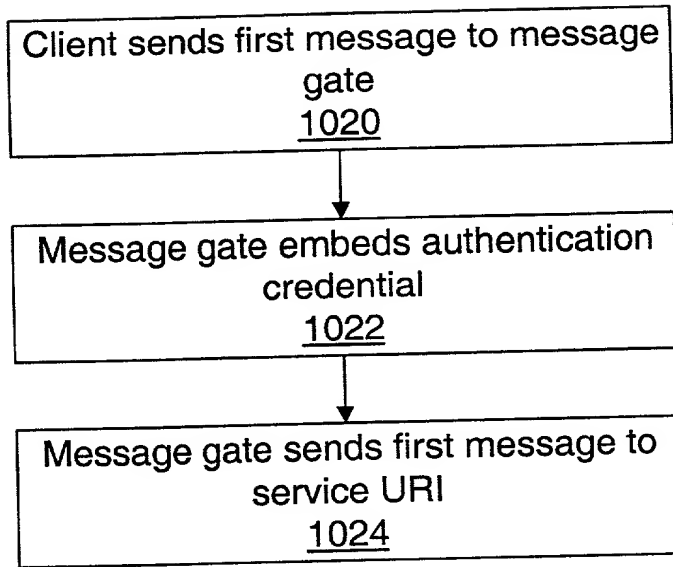 Client sends first message to message
gate
1020
Message gate embeds authentication
credential
1022
Message gate sends first message to
service URI
1024